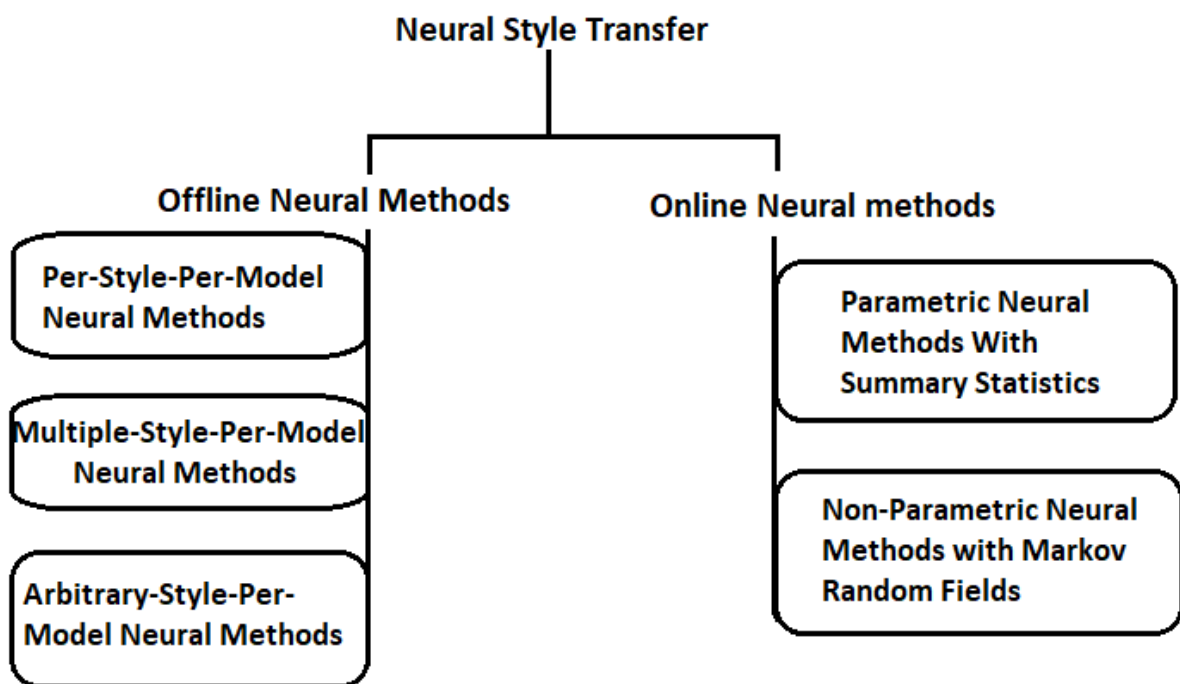 Neural Style Transfer
Offline Neural Methods
Per-Style-Per-Model
Neural Methods
Multiple-Style-Per-Model
Neural Methods
Arbitrary-Style-Per-
Model Neural Methods
Online Neural methods
Parametric Neural
Methods With
Summary Statistics
Non-Parametric Neural
Methods with Markov
Random Fields